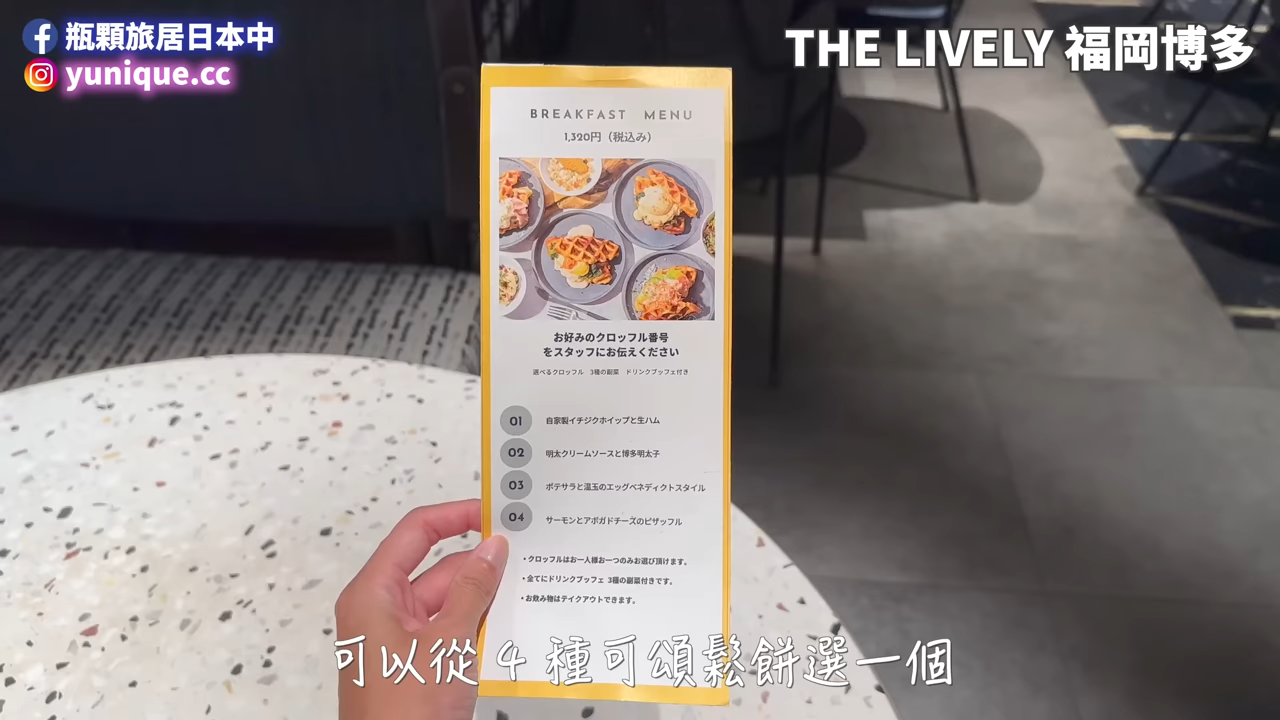 瓶顆旅居日本中
yunique.cc
THE LIVELY 福岡博多
BREAKFAST MENU
1,320円（税込み）
お好みのクロッフル番号
をスタッフにお伝えください
選べるクロッフル 3種の副菜 ドリンクブッフェ付き
01 自家製イチジクホイップと生ハム
02 明太クリームソースと博多明太子
03 ポテサラと温玉のエッグベネディクトスタイル
04 サーモンとアボガドチーズのピザッフル
・クロッフルはお一人様お一つのみお選び頂けます。
・全てにドリンクブッフェ 3種の副菜付きです。
・お飲み物はテイクアウトできます。
可以從 4 種可頌鬆餅選一個